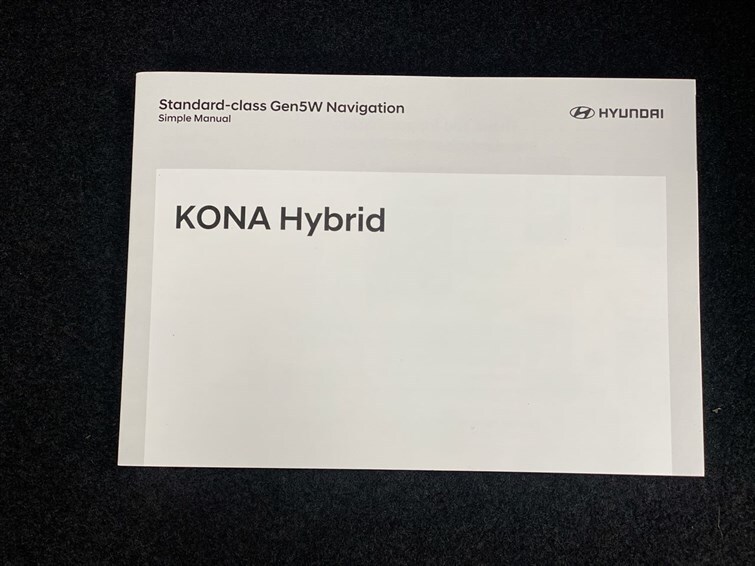 Standard-class Gen5W Navigation
Simple Manual
HYUNDAI
KONA Hybrid